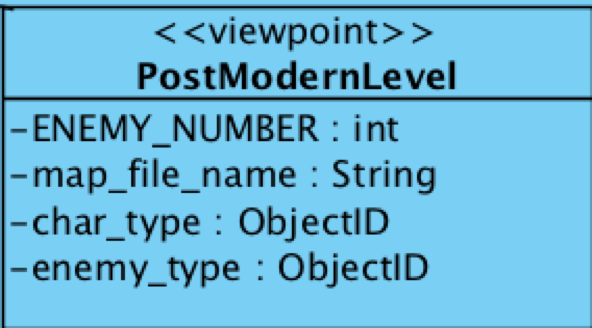 <<viewpoint>>
PostModernLevel
-ENEMY_NUMBER : int
-map_file_name : String
-char_type : ObjectID
-enemy_type : ObjectID